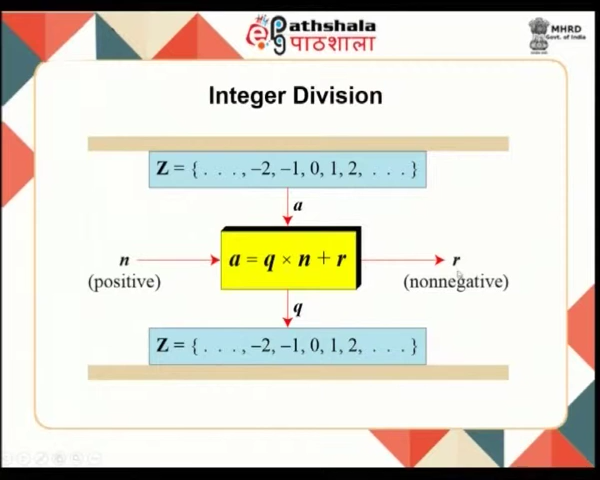 ePG Pathshala
पाठशाला
MHRD
Govt. of India
Integer Division
Z = { . . . , −2, −1, 0, 1, 2, . . . }
a
n
(positive)
a = q × n + r
r
(nonnegative)
q
Z = { . . . , −2, −1, 0, 1, 2, . . . }